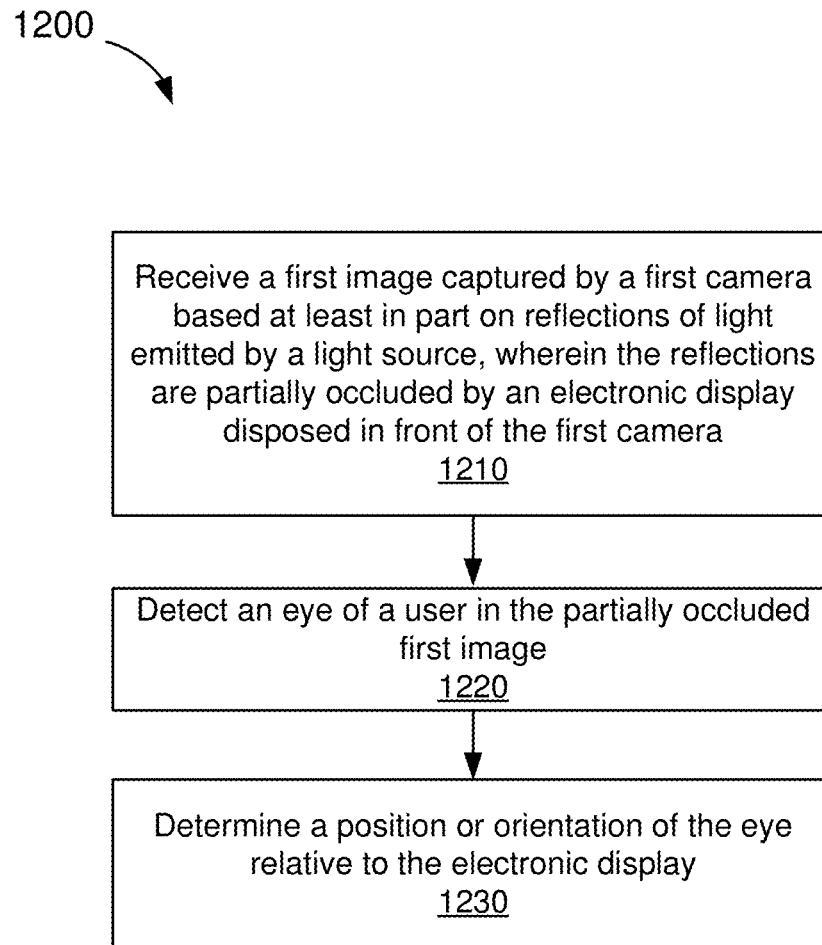 1200
Receive a first image captured by a first camera
based at least in part on reflections of light
emitted by a light source, wherein the reflections
are partially occluded by an electronic display
disposed in front of the first camera
1210
Detect an eye of a user in the partially occluded
first image
1220
Determine a position or orientation of the eye
relative to the electronic display
1230